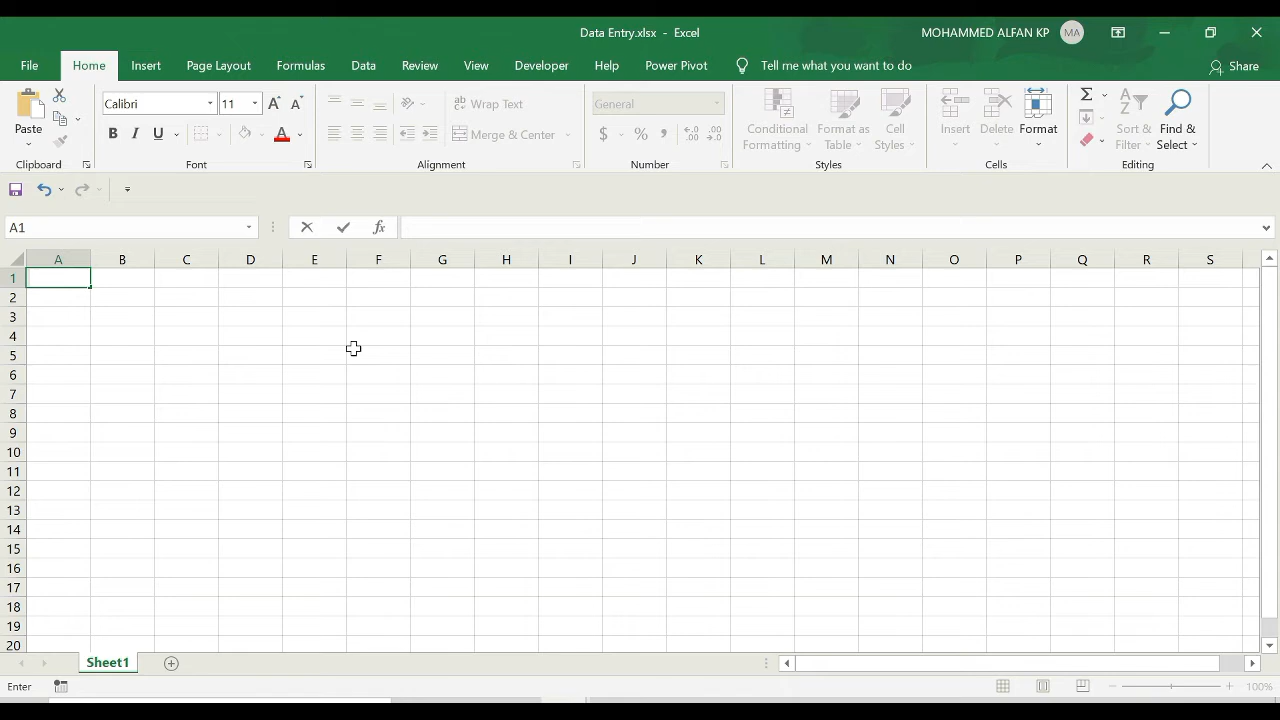 Data Entry.xlsx - Excel
MOHAMMED ALFAN KP
MA
File Home Insert Page Layout Formulas Data Review View Developer Help Power Pivot Tell me what you want to do Share
Paste
Clipboard
Calibri 11
A A
B I U A
Font
ab Wrap Text
Merge & Center
Alignment
General
$ % ,
Number
Conditional Formatting
Format as Table
Cell Styles
Styles
Insert Delete Format
Cells
Sort & Filter
Find & Select
Editing
A1
fx
A B C D E F G H I J K L M N O P Q R S
1
2
3
4
5
6
7
8
9
10
11
12
13
14
15
16
17
18
19
20
Sheet1
Enter
100%